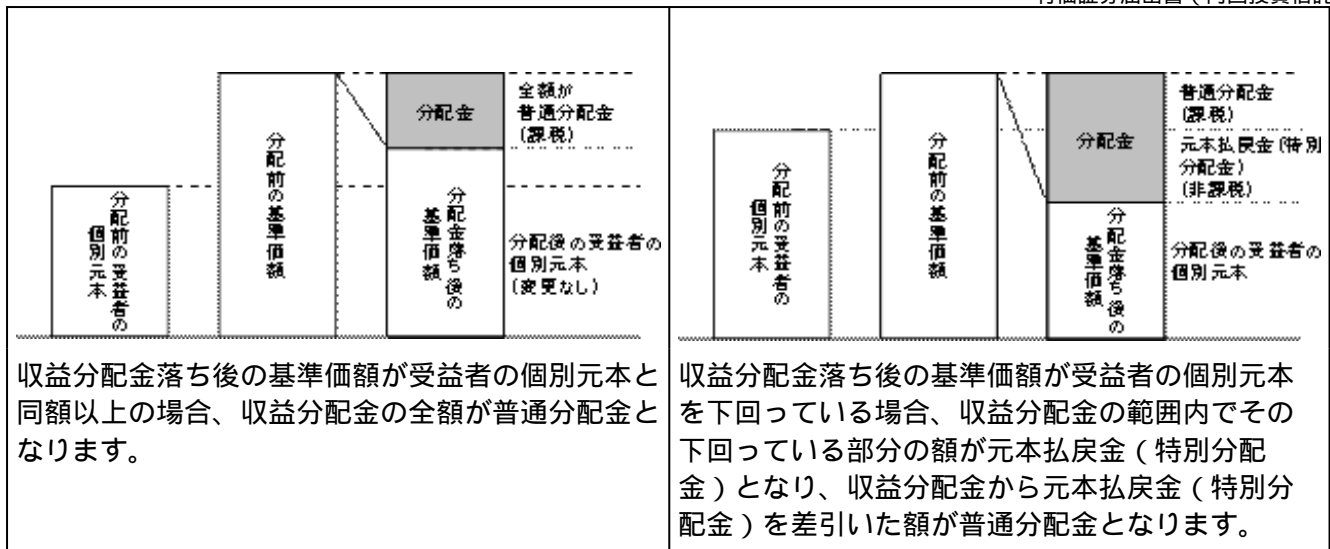 分配前の受益者の
個別元本
分配前の基準価額
分配金
分配金落ち後の
基準価額
全額が
普通分配金
(課税)
分配後の受益者の
個別元本
(変更なし)
収益分配金落ち後の基準価額が受益者の個別元本と
同額以上の場合、収益分配金の全額が普通分配金と
なります。
分配前の受益者の
個別元本
分配前の基準価額
分配金
分配金落ち後の
基準価額
普通分配金
(課税)
元本払戻金(特別
分配金)
(非課税)
分配後の受益者の
個別元本
収益分配金落ち後の基準価額が受益者の個別元本
を下回っている場合、収益分配金の範囲内でその
下回っている部分の額が元本払戻金(特別分配
金)となり、収益分配金から元本払戻金(特別分
配金)を差引いた額が普通分配金となります。